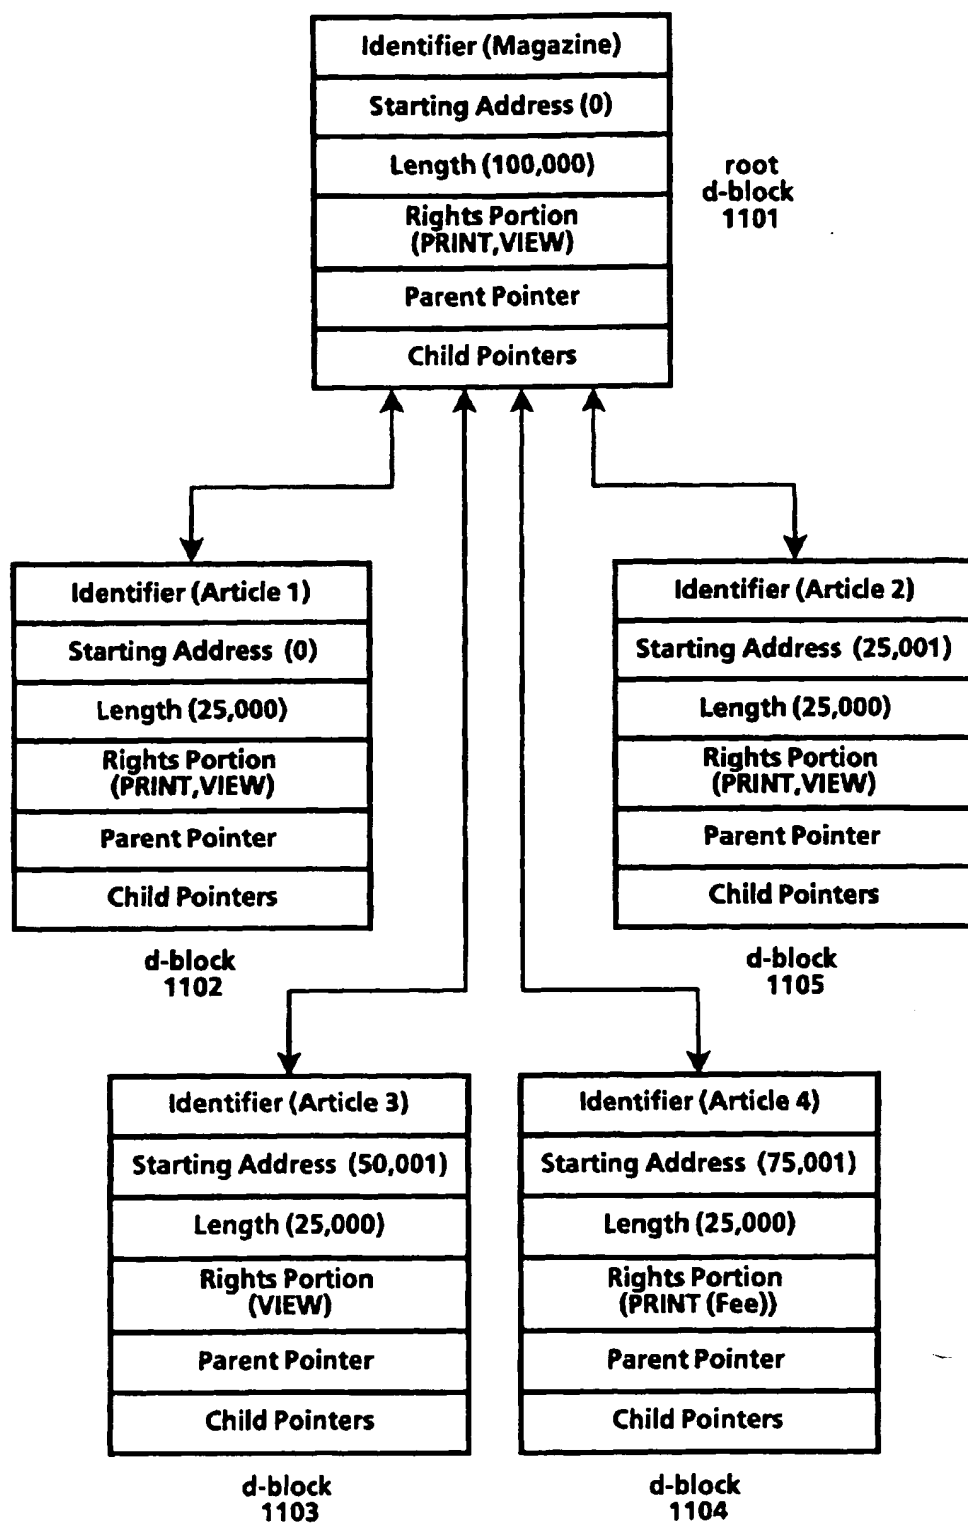 Identifier (Magazine)
Starting Address (0)
Length (100,000)
Rights Portion
(PRINT,VIEW)
Parent Pointer
Child Pointers
root
d-block
1101
Identifier (Article 1)
Starting Address (0)
Length (25,000)
Rights Portion
(PRINT,VIEW)
Parent Pointer
Child Pointers
d-block
1102
Identifier (Article 2)
Starting Address (25,001)
Length (25,000)
Rights Portion
(PRINT,VIEW)
Parent Pointer
Child Pointers
d-block
1105
Identifier (Article 3)
Starting Address (50,001)
Length (25,000)
Rights Portion
(VIEW)
Parent Pointer
Child Pointers
d-block
1103
Identifier (Article 4)
Starting Address (75,001)
Length (25,000)
Rights Portion
(PRINT (Fee))
Parent Pointer
Child Pointers
d-block
1104